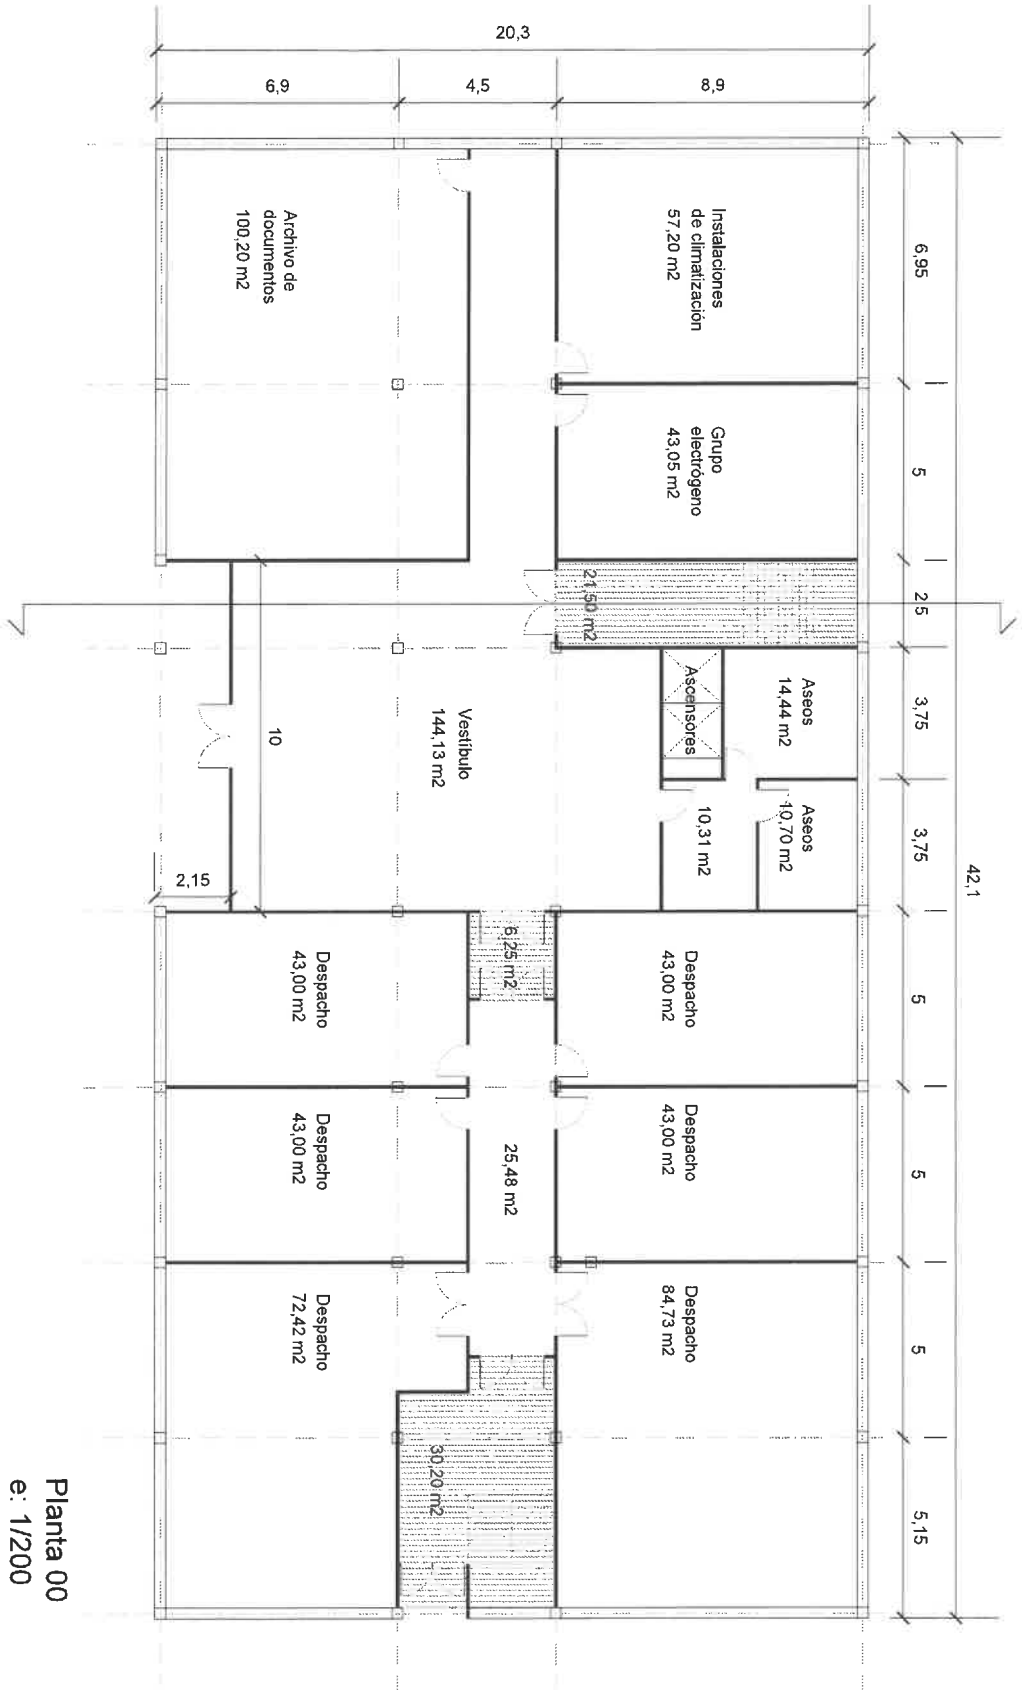 20,3
6,9
4,5
8,9
42,1
6,95
5
2,5
3,75
3,75
5
5
5
5,15
Instalaciones
de climatización
57,20 m2
Grupo
electrógeno
43,05 m2
21,50 m2
Aseos
14,44 m2
Aseos
10,70 m2
Ascensores
10,31 m2
Despacho
43,00 m2
Despacho
43,00 m2
Despacho
84,73 m2
Archivo de
documentos
100,20 m2
Vestíbulo
144,13 m2
10
2,15
6,25 m2
25,48 m2
30,20 m2
Despacho
43,00 m2
Despacho
43,00 m2
Despacho
72,42 m2
Planta 00
e: 1/200